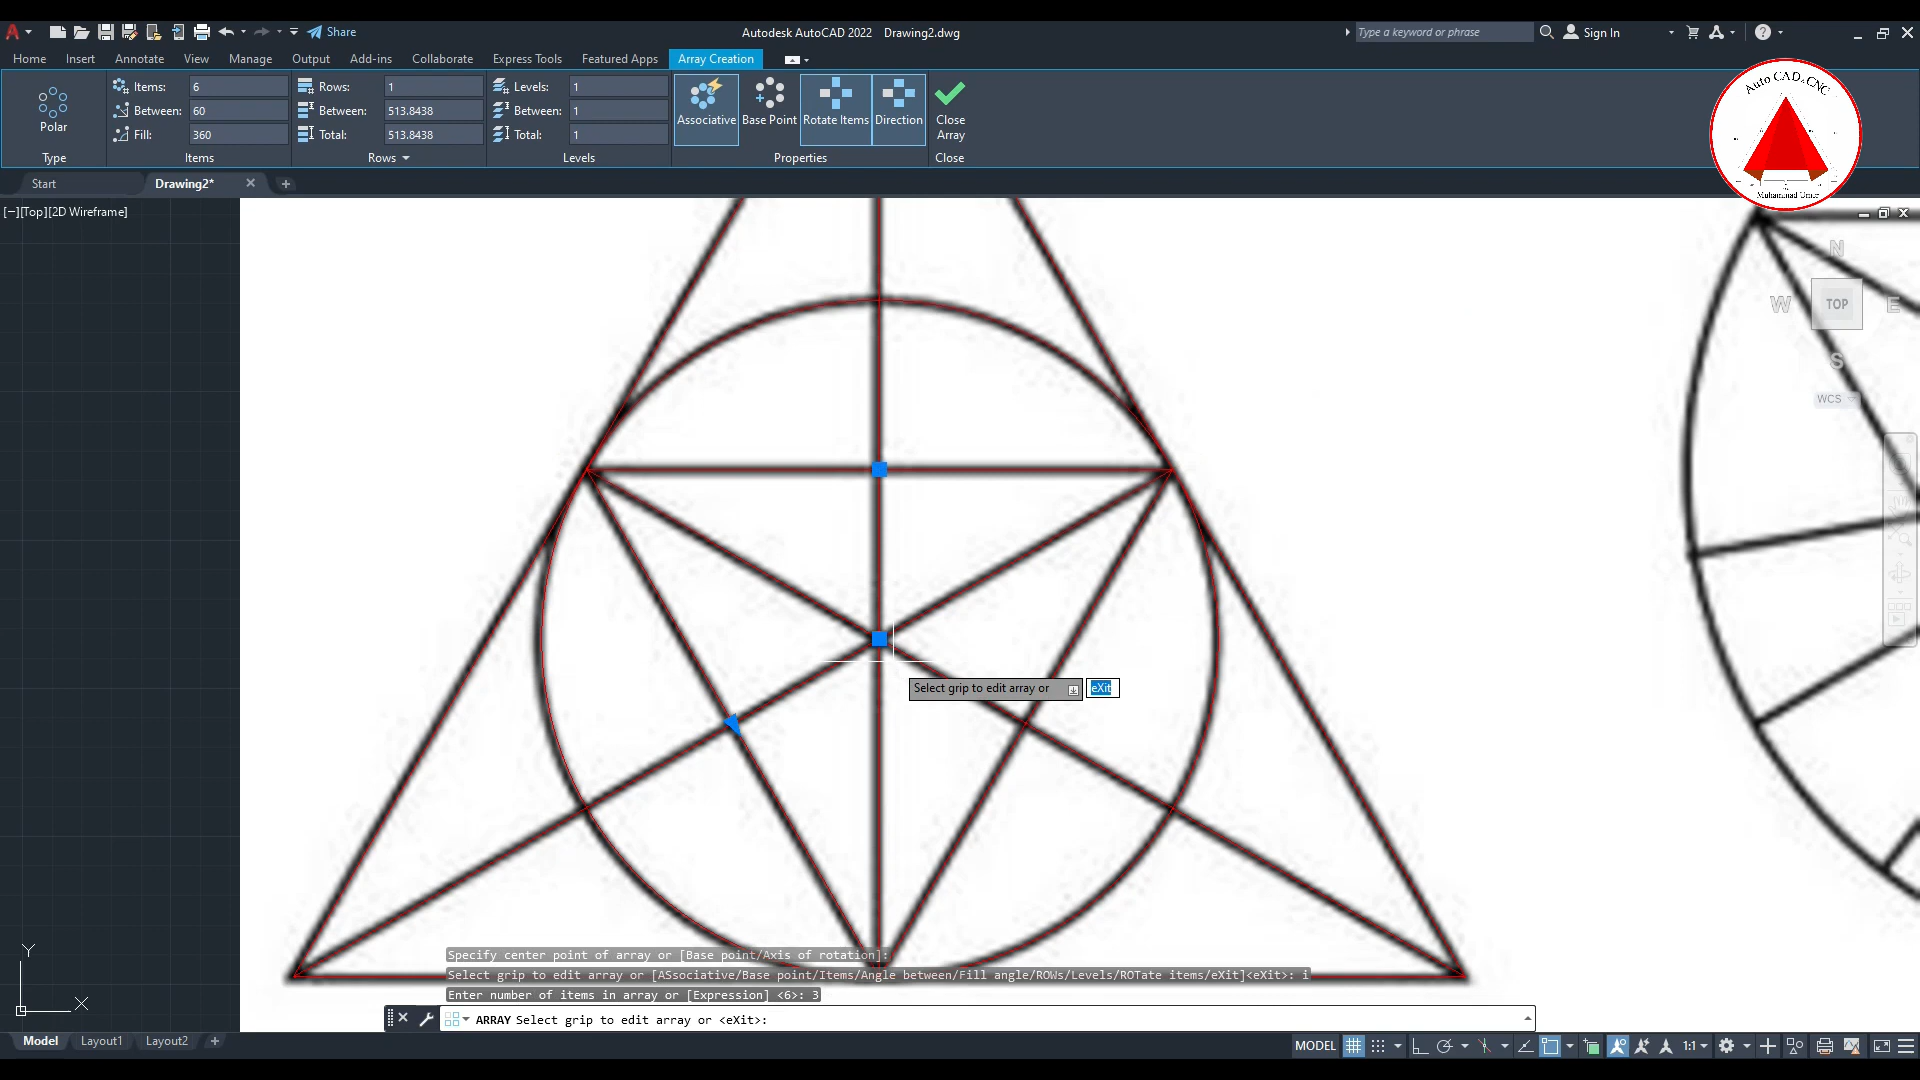 Share
Autodesk AutoCAD 2022 Drawing2.dwg
Type a keyword or phrase
Sign In
Home Insert Annotate View Manage Output Add-ins Collaborate Express Tools Featured Apps Array Creation
Items: 6 Rows: 1 Levels: 1
Between: 60 Between: 513.8438 Between: 1
Fill: 360 Total: 513.8438 Total: 1
Polar
Associative Base Point Rotate Items Direction Close Array
Type Items Rows Levels Properties Close
Auto CAD & CNC
Muhammad Umer
Start Drawing2*
[−][Top][2D Wireframe]
N
W TOP E
S
WCS
Select grip to edit array or eXit
Y
X
Specify center point of array or [Base point/Axis of rotation]:
Select grip to edit array or [ASsociative/Base point/Items/Angle between/Fill angle/ROWs/Levels/ROTate items/eXit]<eXit>: i
Enter number of items in array or [Expression] <6>: 3
ARRAY Select grip to edit array or <eXit>:
Model Layout1 Layout2
MODEL 1:1